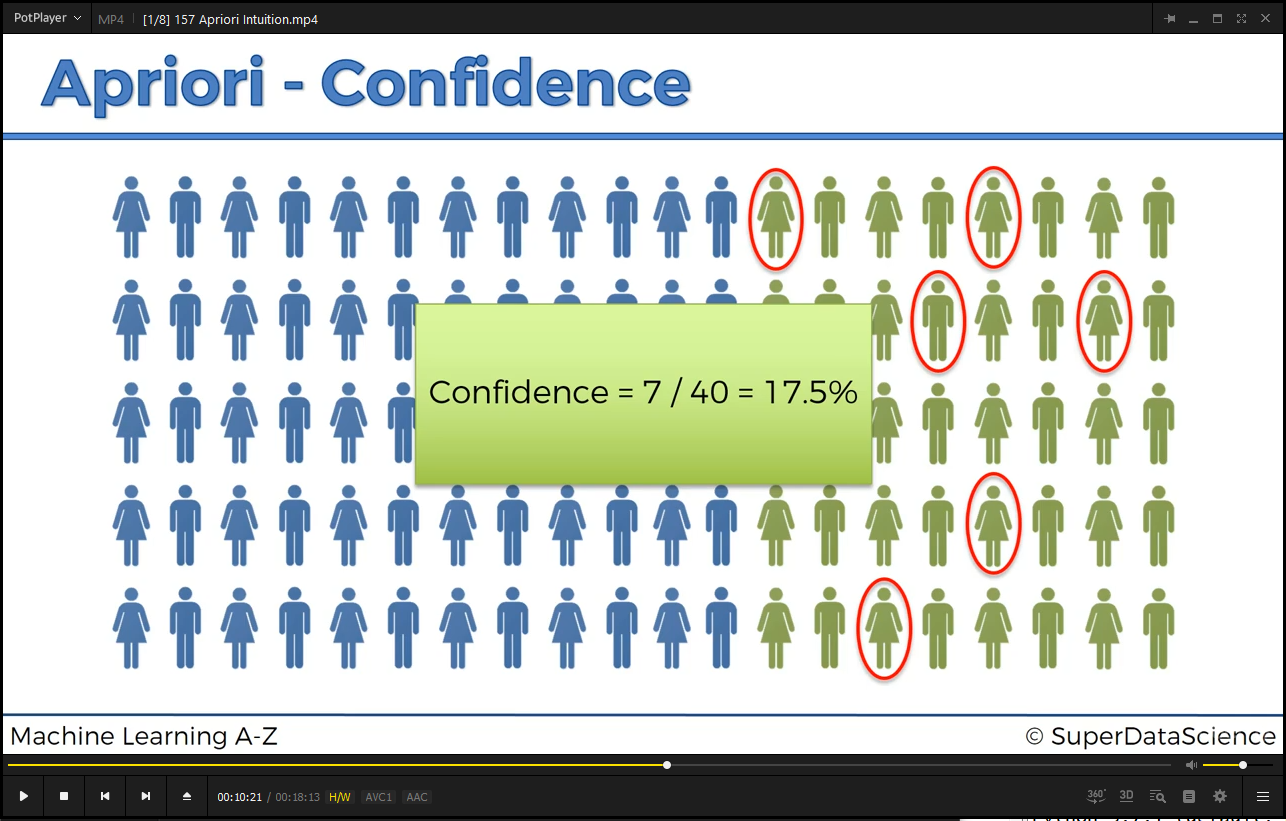 PotPlayer MP4 [1/8] 157 Apriori Intuition.mp4
Apriori - Confidence
Confidence = 7 / 40 = 17.5%
Machine Learning A-Z
© SuperDataScience
00:10:21 / 00:18:13 H/W AVC1 AAC
360° 3D